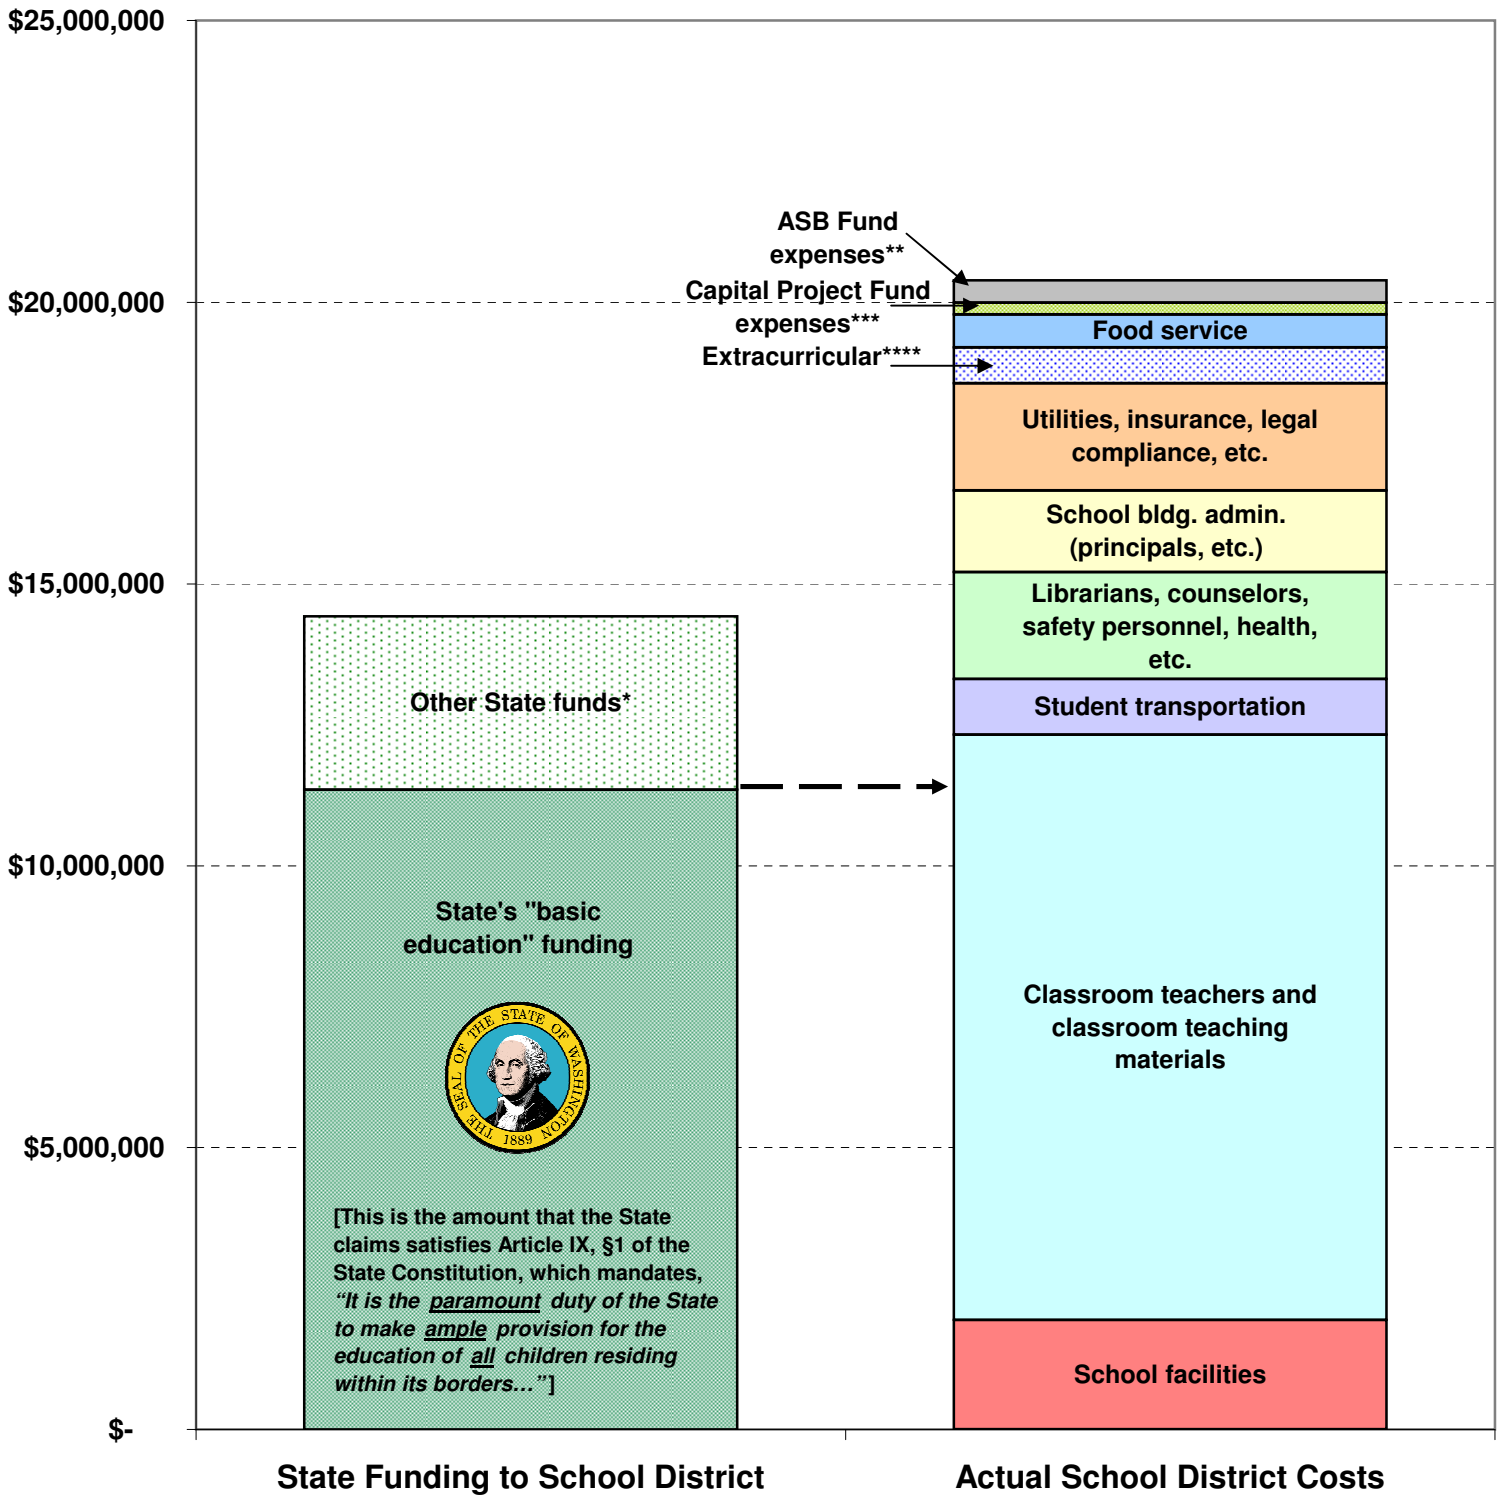 $25,000,000
ASB Fund
expenses**
$20,000,000
Capital Project Fund
expenses***
Food service
Extracurricular****
Utilities, insurance, legal
compliance, etc.
School bldg. admin.
(principals, etc.)
$15,000,000
Librarians, counselors,
safety personnel, health,
etc.
Other State funds*
Student transportation
$10,000,000
State's "basic
education" funding
THE SEAL OF THE STATE OF WASHINGTON
1889
Classroom teachers and
classroom teaching
materials
$5,000,000
[This is the amount that the State
claims satisfies Article IX, §1 of the
State Constitution, which mandates,
“It is the paramount duty of the State
to make ample provision for the
education of all children residing
within its borders…”]
School facilities
$-
State Funding to School District
Actual School District Costs